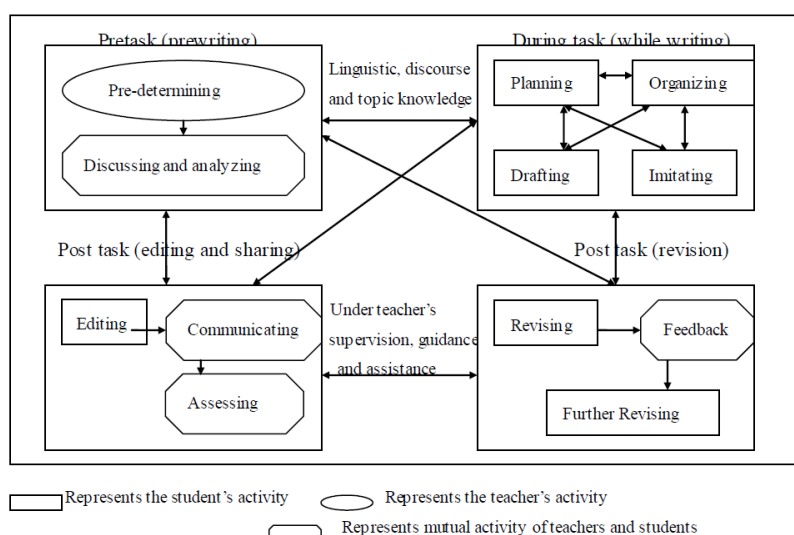 Pretask (prewriting)
During task (while writing)
Pre-determining
Discussing and analyzing
Linguistic, discourse
and topic knowledge
Planning
Organizing
Drafting
Imitating
Post task (editing and sharing)
Post task (revision)
Editing
Communicating
Assessing
Under teacher's
supervision, guidance
and assistance
Revising
Feedback
Further Revising
Represents the student's activity
Represents the teacher's activity
Represents mutual activity of teachers and students